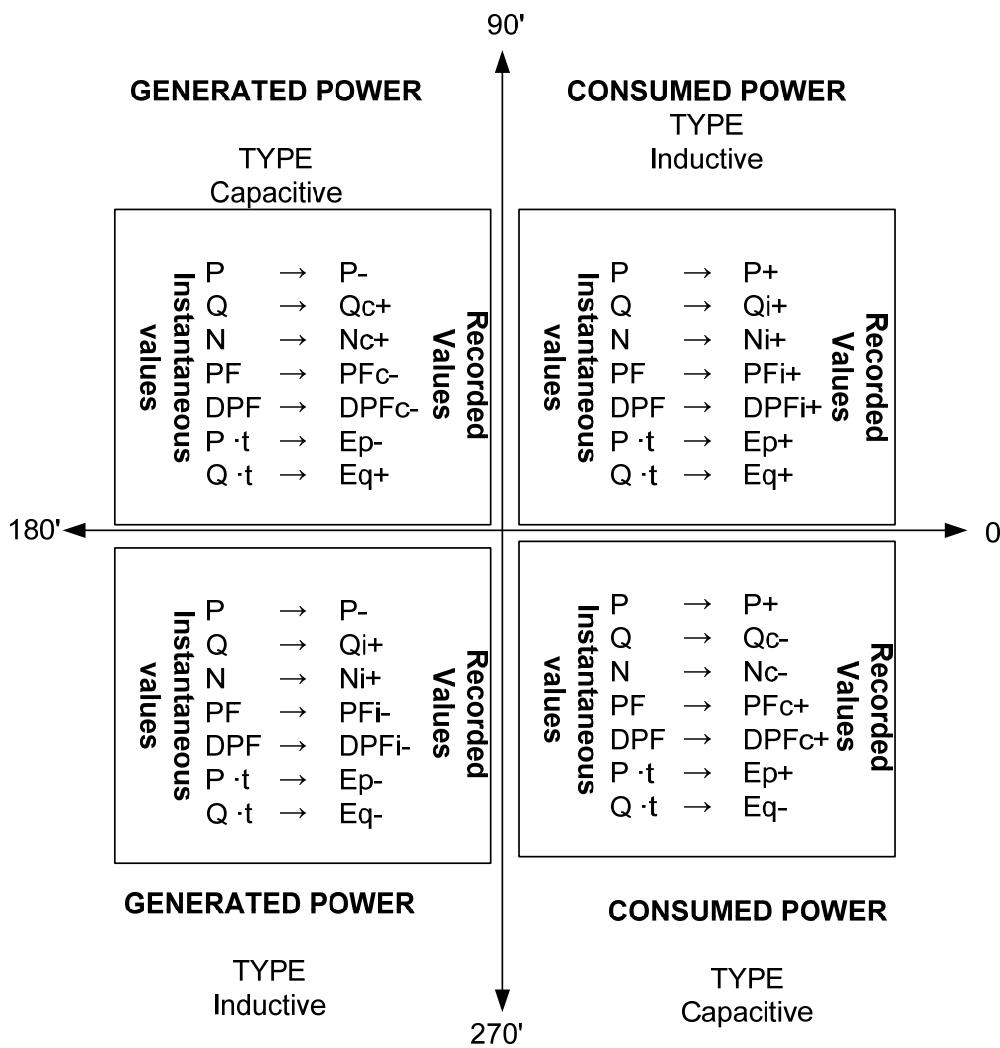 90'
GENERATED POWER
TYPE
Capacitive
Instantaneous
values
P → P-
Q → Qc+
N → Nc+
PF → PFc-
DPF → DPFc-
P ·t → Ep-
Q ·t → Eq+
Recorded
Values
CONSUMED POWER
TYPE
Inductive
Instantaneous
values
P → P+
Q → Qi+
N → Ni+
PF → PFi+
DPF → DPFi+
P ·t → Ep+
Q ·t → Eq+
Recorded
Values
180'
0
Instantaneous
values
P → P-
Q → Qi+
N → Ni+
PF → PFi-
DPF → DPFi-
P ·t → Ep-
Q ·t → Eq-
Recorded
Values
GENERATED POWER
TYPE
Inductive
Instantaneous
values
P → P+
Q → Qc-
N → Nc-
PF → PFc+
DPF → DPFc+
P ·t → Ep+
Q ·t → Eq-
Recorded
Values
CONSUMED POWER
TYPE
Capacitive
270'